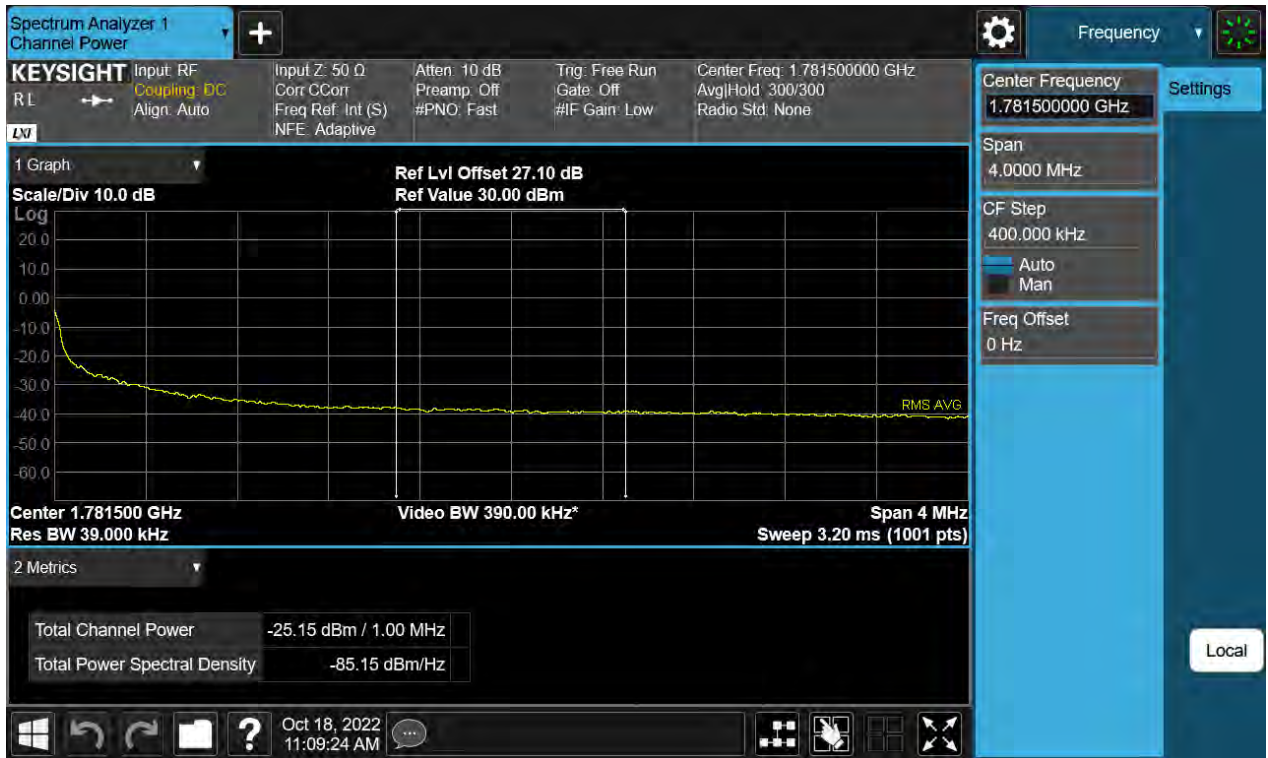 Spectrum Analyzer 1
Channel Power
Frequency
KEYSIGHT
RL
LXI
Input: RF
Coupling: DC
Align: Auto
Input Z: 50 Ω
Corr CCorr
Freq Ref: Int (S)
NFE: Adaptive
Atten: 10 dB
Preamp: Off
#PNO: Fast
Trig: Free Run
Gate: Off
#IF Gain: Low
Center Freq: 1.781500000 GHz
Avg|Hold: 300/300
Radio Std: None
1 Graph
Scale/Div 10.0 dB
Ref Lvl Offset 27.10 dB
Ref Value 30.00 dBm
Log
20.0
10.0
0.00
-10.0
-20.0
-30.0
-40.0
-50.0
-60.0
RMS AVG
Center 1.781500 GHz
Video BW 390.00 kHz*
Span 4 MHz
Res BW 39.000 kHz
Sweep 3.20 ms (1001 pts)
2 Metrics
Total Channel Power -25.15 dBm / 1.00 MHz
Total Power Spectral Density -85.15 dBm/Hz
?
Oct 18, 2022
11:09:24 AM
Center Frequency
1.781500000 GHz
Settings
Span
4.0000 MHz
CF Step
400.000 kHz
Auto
Man
Freq Offset
0 Hz
Local